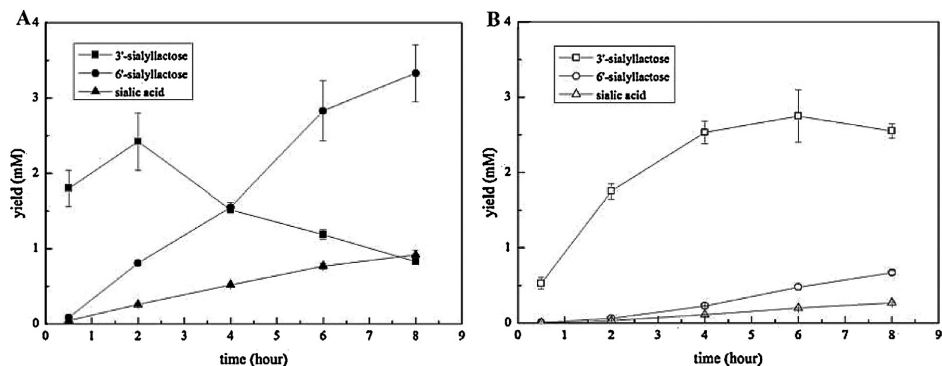 A
4
3
2
1
0
yield (mM)
3'-sialyllactose
6'-sialyllactose
sialic acid
0 1 2 3 4 5 6 7 8 9
time (hour)
B
4
3
2
1
0
yield (mM)
3'-sialyllactose
6'-sialyllactose
sialic acid
0 1 2 3 4 5 6 7 8 9
time (hour)